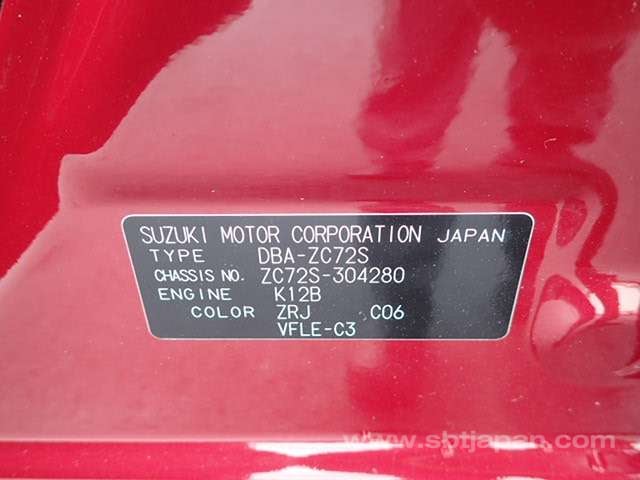 SUZUKI MOTOR CORPORATION JAPAN
TYPE DBA-ZC72S
CHASSIS NO. ZC72S-304280
ENGINE K12B
COLOR ZRJ C06
VFLE-C3
www.sbtjapan.com